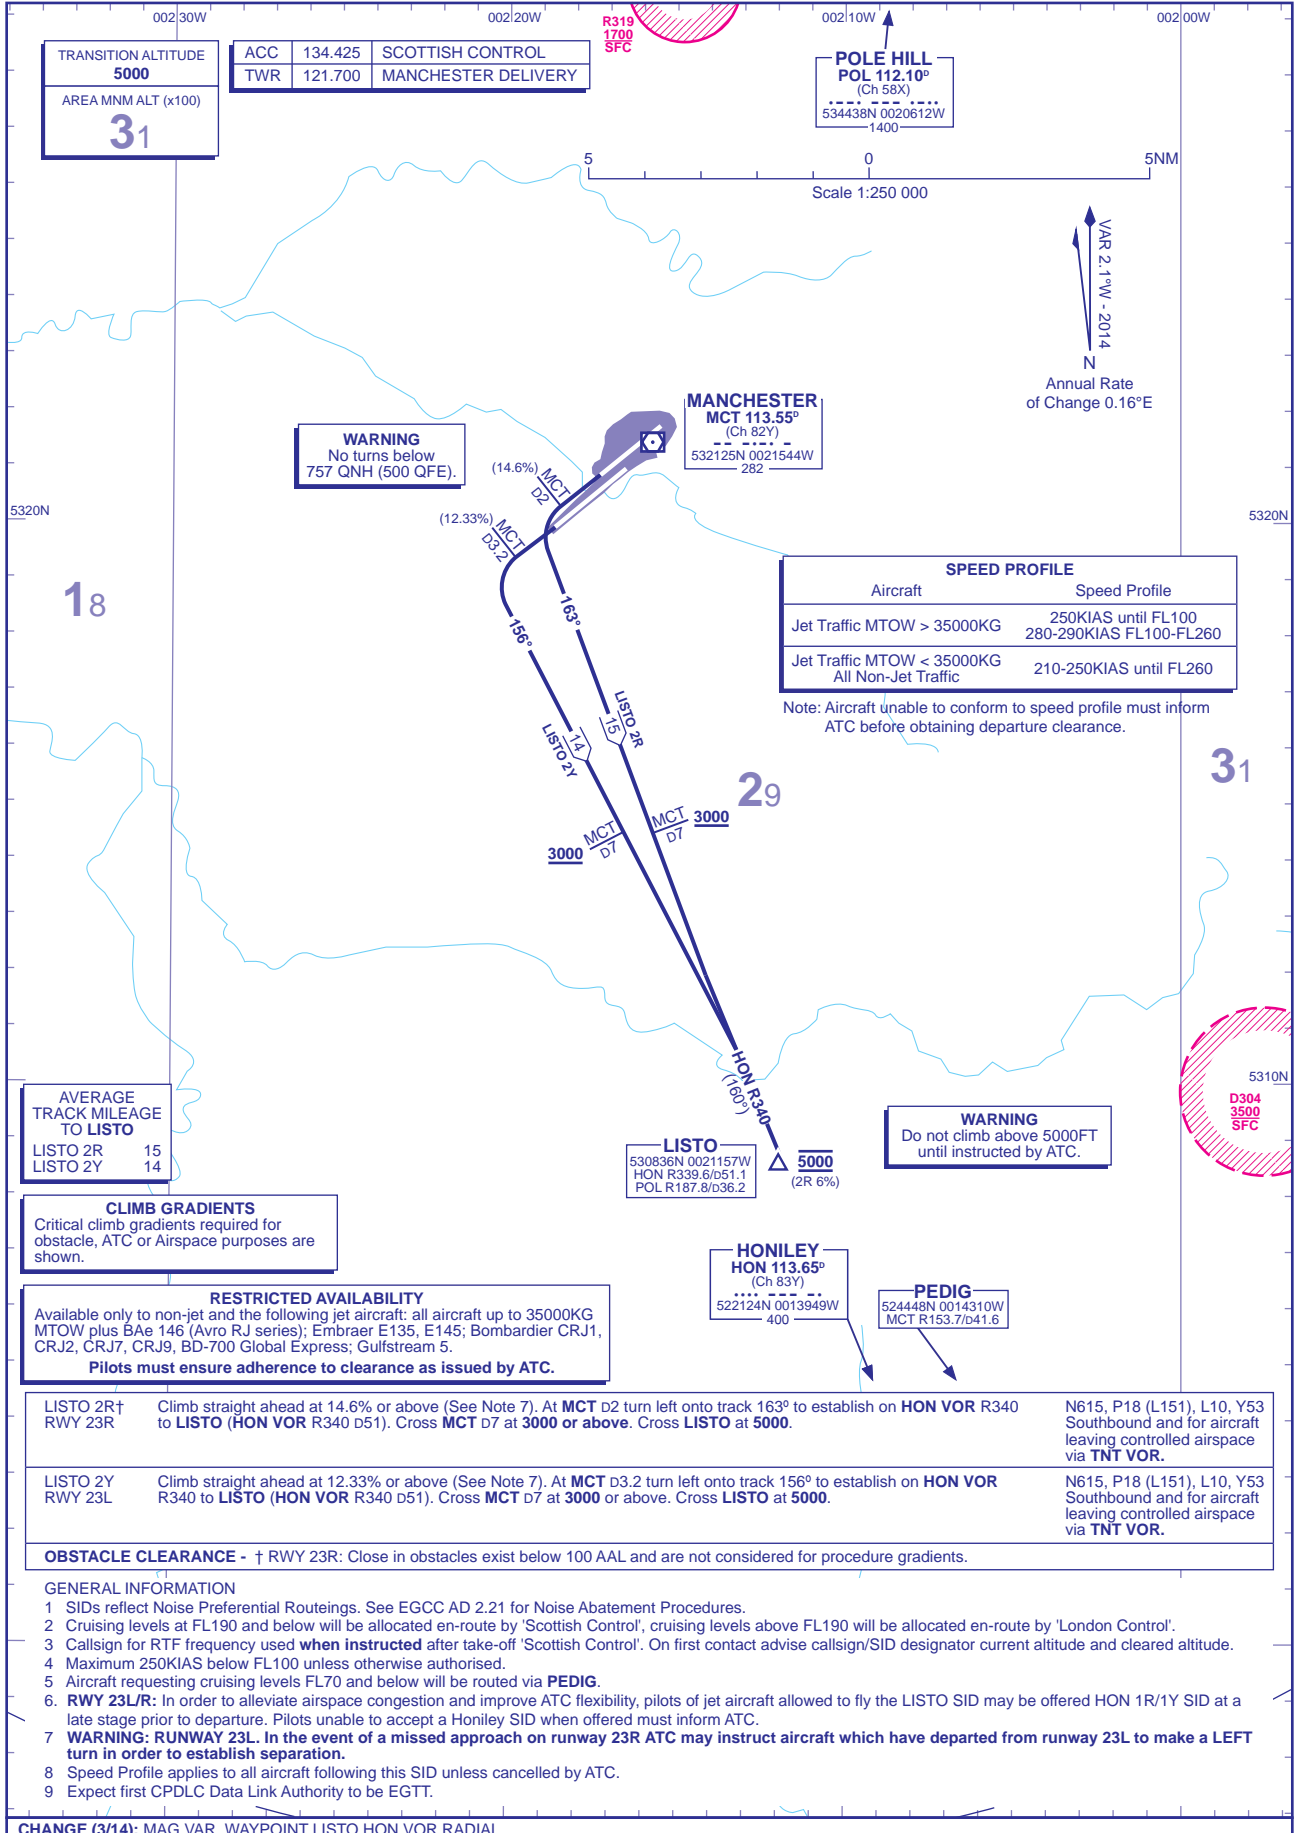 002 30W
002 20W
002 10W
002 00W
R319
1700
SFC
TRANSITION ALTITUDE
5000
AREA MNM ALT (x100)
31
ACC 134.425 SCOTTISH CONTROL
TWR 121.700 MANCHESTER DELIVERY
POLE HILL
POL 112.10ᴰ
(Ch 58X)
534438N 0020612W
1400
5 0 5NM
Scale 1:250 000
VAR 2.1°W - 2014
N
Annual Rate
of Change 0.16°E
MANCHESTER
MCT 113.55ᴰ
(Ch 82Y)
532125N 0021544W
282
WARNING
No turns below
757 QNH (500 QFE).
(14.6%) MCT
D2
(12.33%) MCT
D3.2
5320N
5320N
SPEED PROFILE
Aircraft Speed Profile
Jet Traffic MTOW > 35000KG 250KIAS until FL100
280-290KIAS FL100-FL260
Jet Traffic MTOW < 35000KG
All Non-Jet Traffic 210-250KIAS until FL260
Note: Aircraft unable to conform to speed profile must inform
ATC before obtaining departure clearance.
18
163°
156°
LISTO 2R
15
LISTO 2Y
14
29
31
MCT
D7
3000
3000
MCT
D7
HON R340
(160°)
5310N
D304
3500
SFC
AVERAGE
TRACK MILEAGE
TO LISTO
LISTO 2R 15
LISTO 2Y 14
WARNING
Do not climb above 5000FT
until instructed by ATC.
LISTO
530836N 0021157W
HON R339.6/D51.1
POL R187.8/D36.2
5000
(2R 6%)
CLIMB GRADIENTS
Critical climb gradients required for
obstacle, ATC or Airspace purposes are
shown.
HONILEY
HON 113.65ᴰ
(Ch 83Y)
522124N 0013949W
400
PEDIG
524448N 0014310W
MCT R153.7/D41.6
RESTRICTED AVAILABILITY
Available only to non-jet and the following jet aircraft: all aircraft up to 35000KG
MTOW plus BAe 146 (Avro RJ series); Embraer E135, E145; Bombardier CRJ1,
CRJ2, CRJ7, CRJ9, BD-700 Global Express; Gulfstream 5.
Pilots must ensure adherence to clearance as issued by ATC.
LISTO 2R† Climb straight ahead at 14.6% or above (See Note 7). At MCT D2 turn left onto track 163º to establish on HON VOR R340 N615, P18 (L151), L10, Y53
RWY 23R to LISTO (HON VOR R340 D51). Cross MCT D7 at 3000 or above. Cross LISTO at 5000. Southbound and for aircraft
leaving controlled airspace
via TNT VOR.
LISTO 2Y Climb straight ahead at 12.33% or above (See Note 7). At MCT D3.2 turn left onto track 156º to establish on HON VOR N615, P18 (L151), L10, Y53
RWY 23L R340 to LISTO (HON VOR R340 D51). Cross MCT D7 at 3000 or above. Cross LISTO at 5000. Southbound and for aircraft
leaving controlled airspace
via TNT VOR.
OBSTACLE CLEARANCE - † RWY 23R: Close in obstacles exist below 100 AAL and are not considered for procedure gradients.
GENERAL INFORMATION
1 SIDs reflect Noise Preferential Routeings. See EGCC AD 2.21 for Noise Abatement Procedures.
2 Cruising levels at FL190 and below will be allocated en-route by 'Scottish Control', cruising levels above FL190 will be allocated en-route by 'London Control'.
3 Callsign for RTF frequency used when instructed after take-off 'Scottish Control'. On first contact advise callsign/SID designator current altitude and cleared altitude.
4 Maximum 250KIAS below FL100 unless otherwise authorised.
5 Aircraft requesting cruising levels FL70 and below will be routed via PEDIG.
6. RWY 23L/R: In order to alleviate airspace congestion and improve ATC flexibility, pilots of jet aircraft allowed to fly the LISTO SID may be offered HON 1R/1Y SID at a
late stage prior to departure. Pilots unable to accept a Honiley SID when offered must inform ATC.
7 WARNING: RUNWAY 23L. In the event of a missed approach on runway 23R ATC may instruct aircraft which have departed from runway 23L to make a LEFT
turn in order to establish separation.
8 Speed Profile applies to all aircraft following this SID unless cancelled by ATC.
9 Expect first CPDLC Data Link Authority to be EGTT.
CHANGE (3/14): MAG VAR. WAYPOINT LISTO HON VOR RADIAL